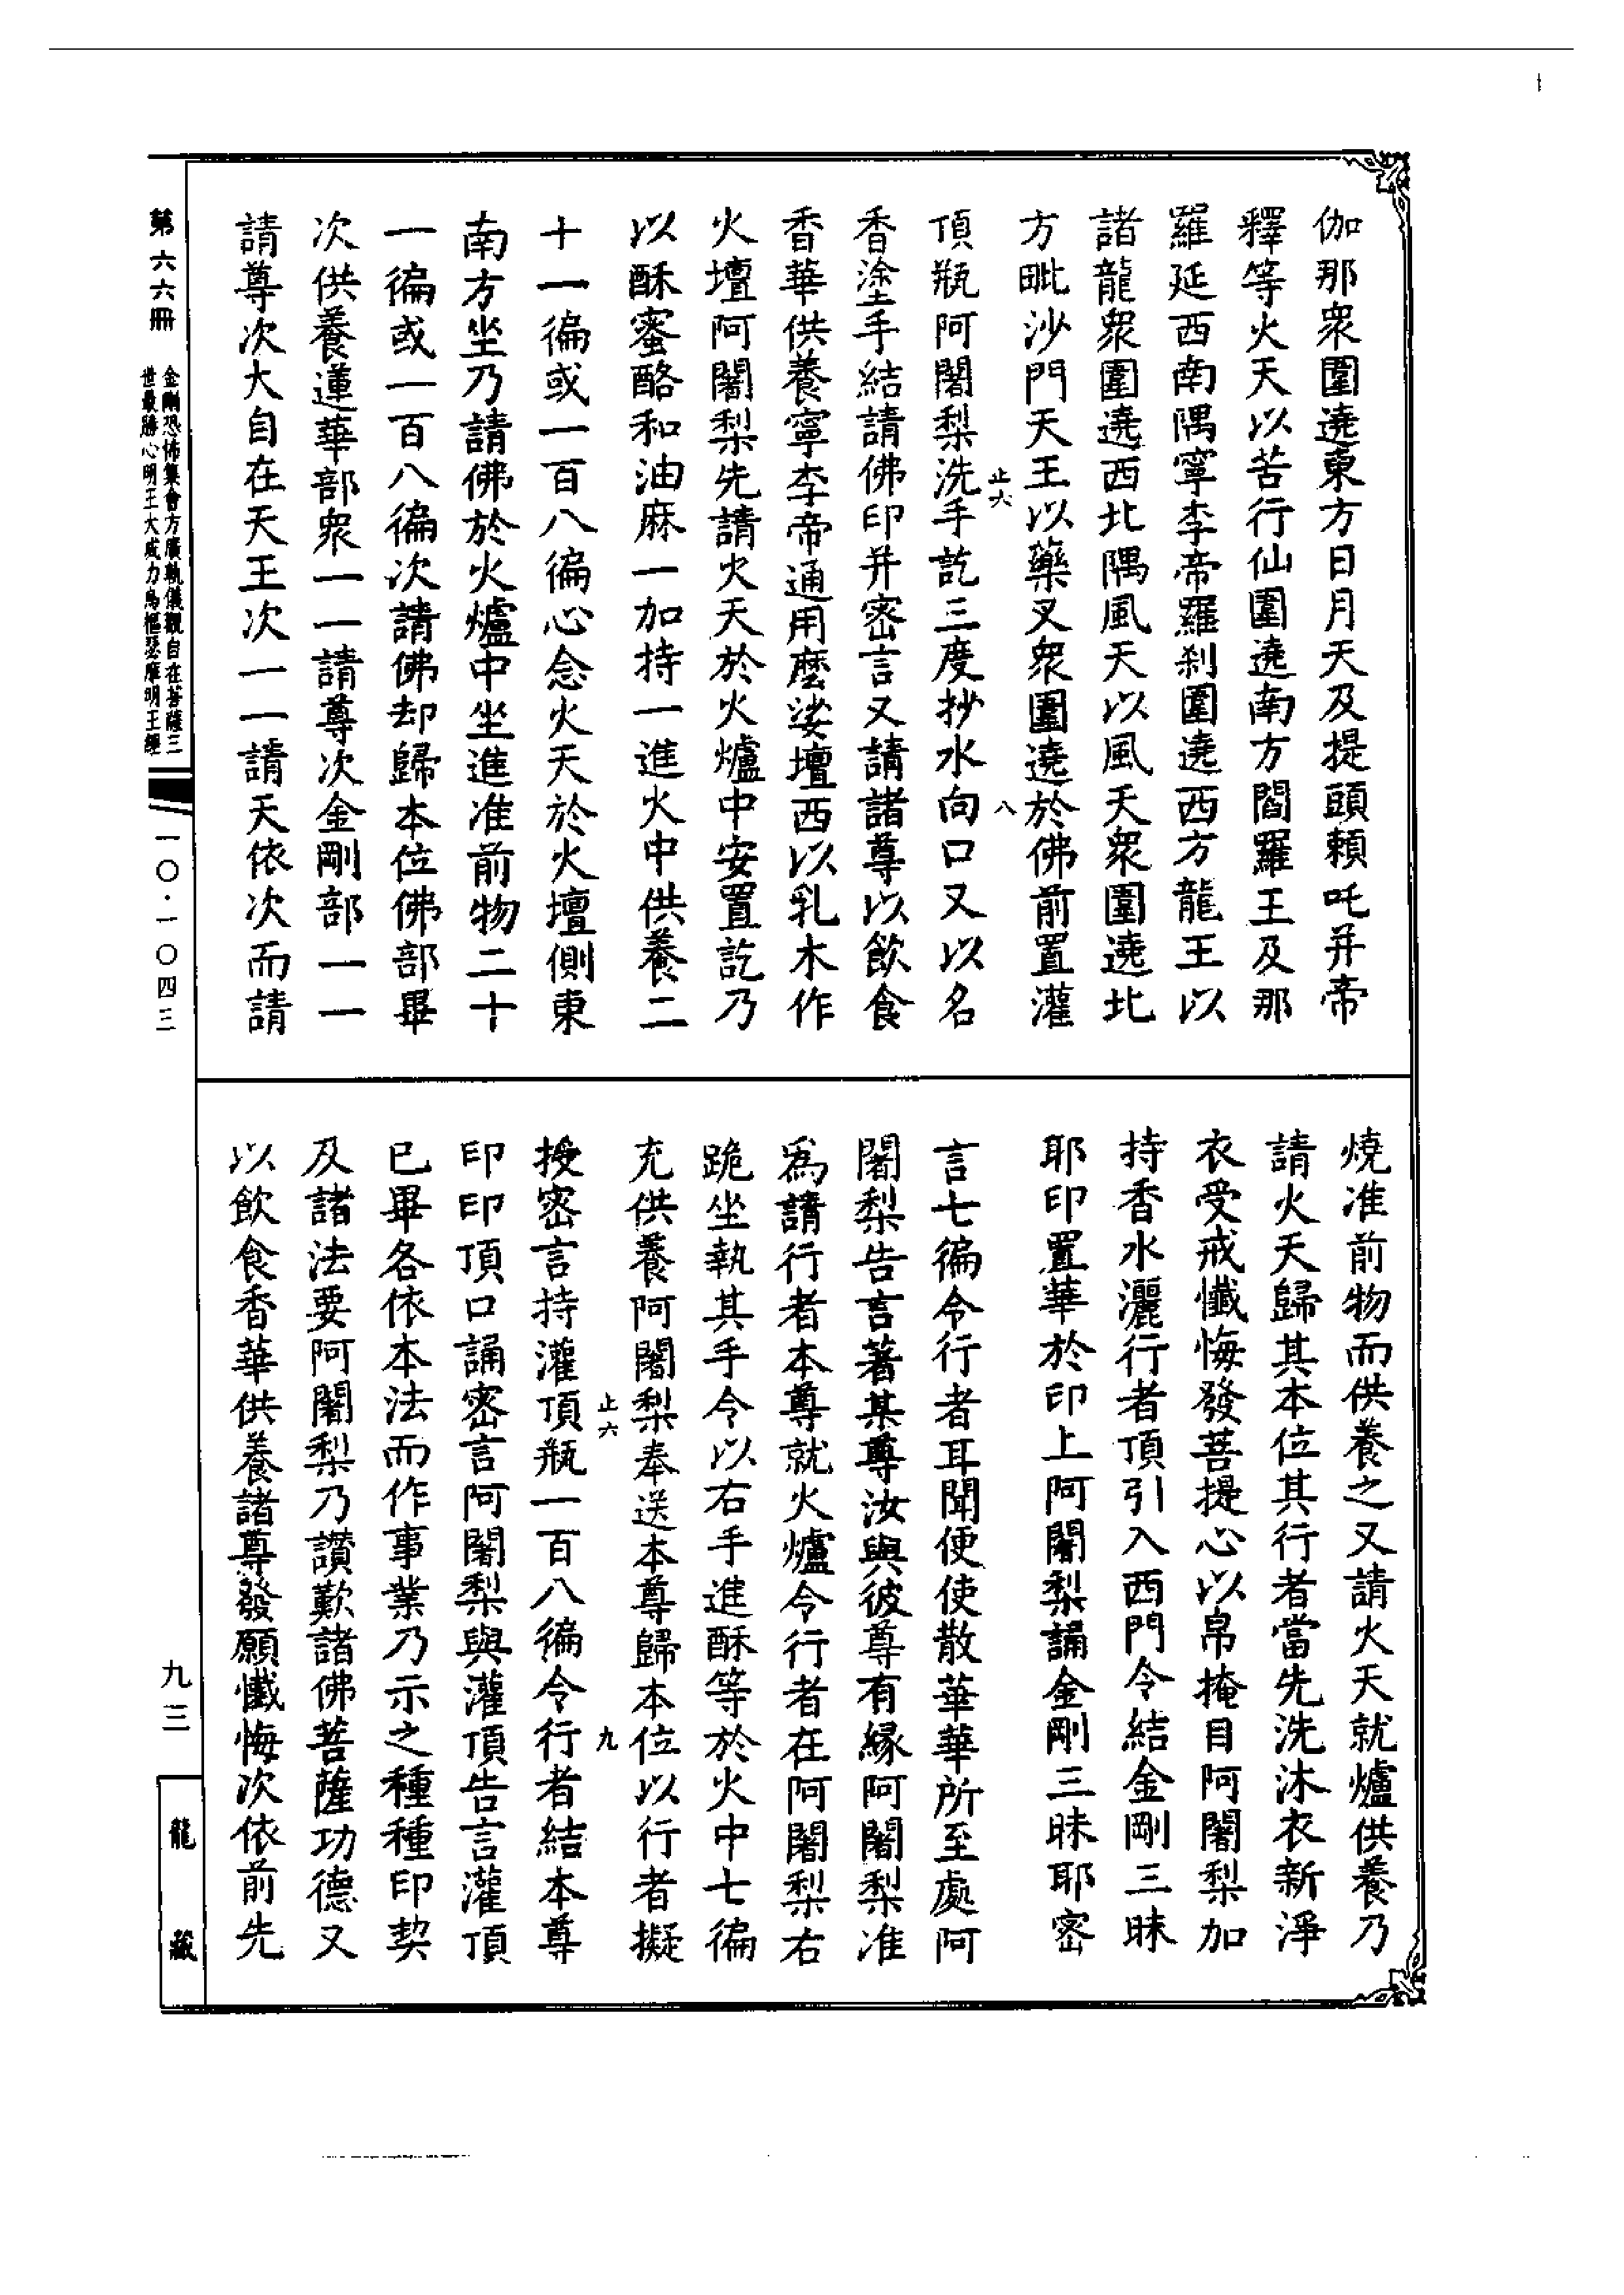 伽那衆圍遶東方日月天及提頭賴吒并帝
釋等火天以苦行仙圍遶南方閻羅王及那
羅延西南隅寧李帝羅刹圍遶西方龍王以
諸龍衆圍遶西北隅風天以風天衆圍遶北
方毗沙門天王以藥叉衆圍遶於佛前置灌
止六 八
頂瓶阿闍梨洗手訖三度抄水向口又以名
香塗手結請佛印并密言又請諸尊以飲食
香華供養寧李帝通用麼娑壇西以乳木作
火壇阿闍梨先請火天於火爐中安置訖乃
以酥蜜酪和油麻一加持一進火中供養二
十一徧或一百八徧心念火天於火壇側東
南方坐乃請佛於火爐中坐進准前物二十
一徧或一百八徧次請佛却歸本位佛部畢
次供養蓮華部衆一一請尊次金剛部一一
請尊次大自在天王次一一請天依次而請
燒准前物而供養之又請火天就爐供養乃
請火天歸其本位其行者當先洗沐衣新淨
衣受戒懺悔發菩提心以帛掩目阿闍梨加
持香水灑行者頂引入西門令結金剛三昧
耶印置華於印上阿闍梨誦金剛三昧耶密
言七徧令行者耳聞便使散華華所至處阿
闍梨告言著某尊汝與彼尊有緣阿闍梨准
爲請行者本尊就火爐令行者在阿闍梨右
跪坐執其手令以右手進酥等於火中七徧
充供養阿闍梨奉送本尊歸本位以行者擬
止六 九
授密言持灌頂瓶一百八徧令行者結本尊
印印頂口誦密言阿闍梨與灌頂告言灌頂
已畢各依本法而作事業乃示之種種印契
及諸法要阿闍梨乃讚歎諸佛菩薩功德又
以飲食香華供養諸尊發願懺悔次依前先
第六六冊
金剛恐怖集會方廣軌儀觀自在菩薩三
世最勝心明王大威力烏樞瑟摩明王經
一〇·一〇四三
九三
龍藏